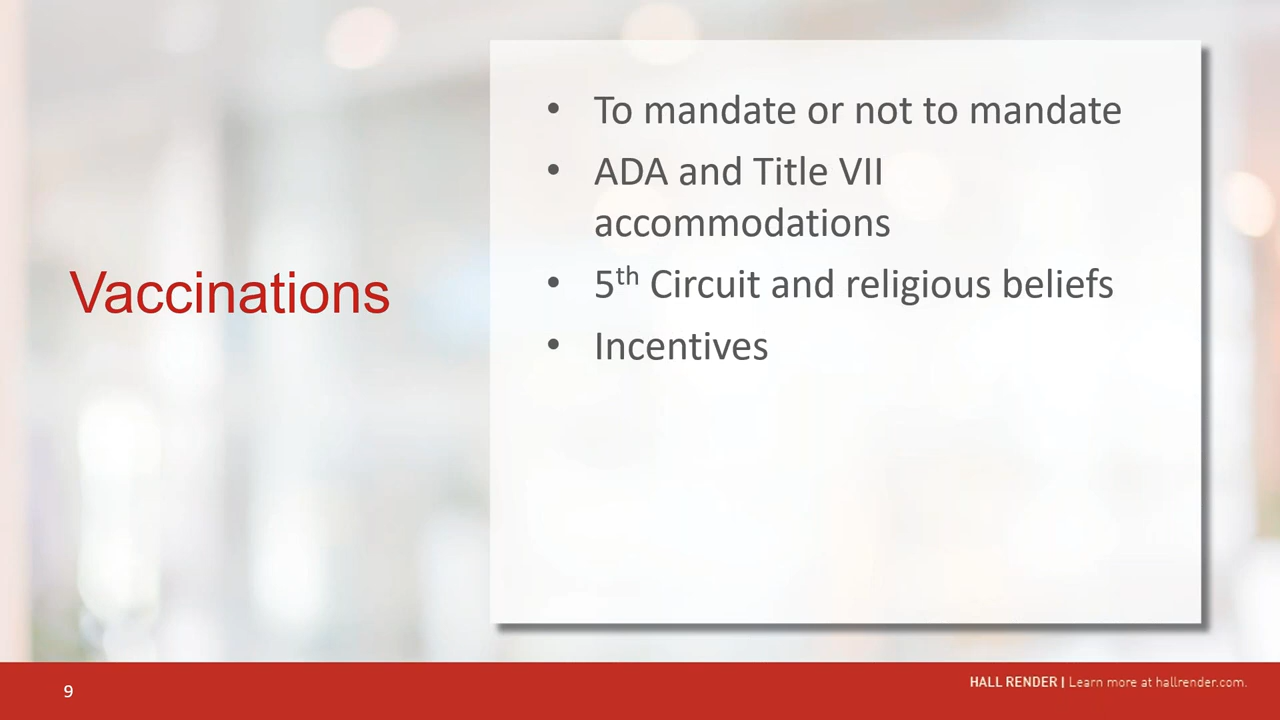 Vaccinations
• To mandate or not to mandate
• ADA and Title VII
accommodations
• 5th Circuit and religious beliefs
• Incentives
9
HALL RENDER | Learn more at hallrender.com.